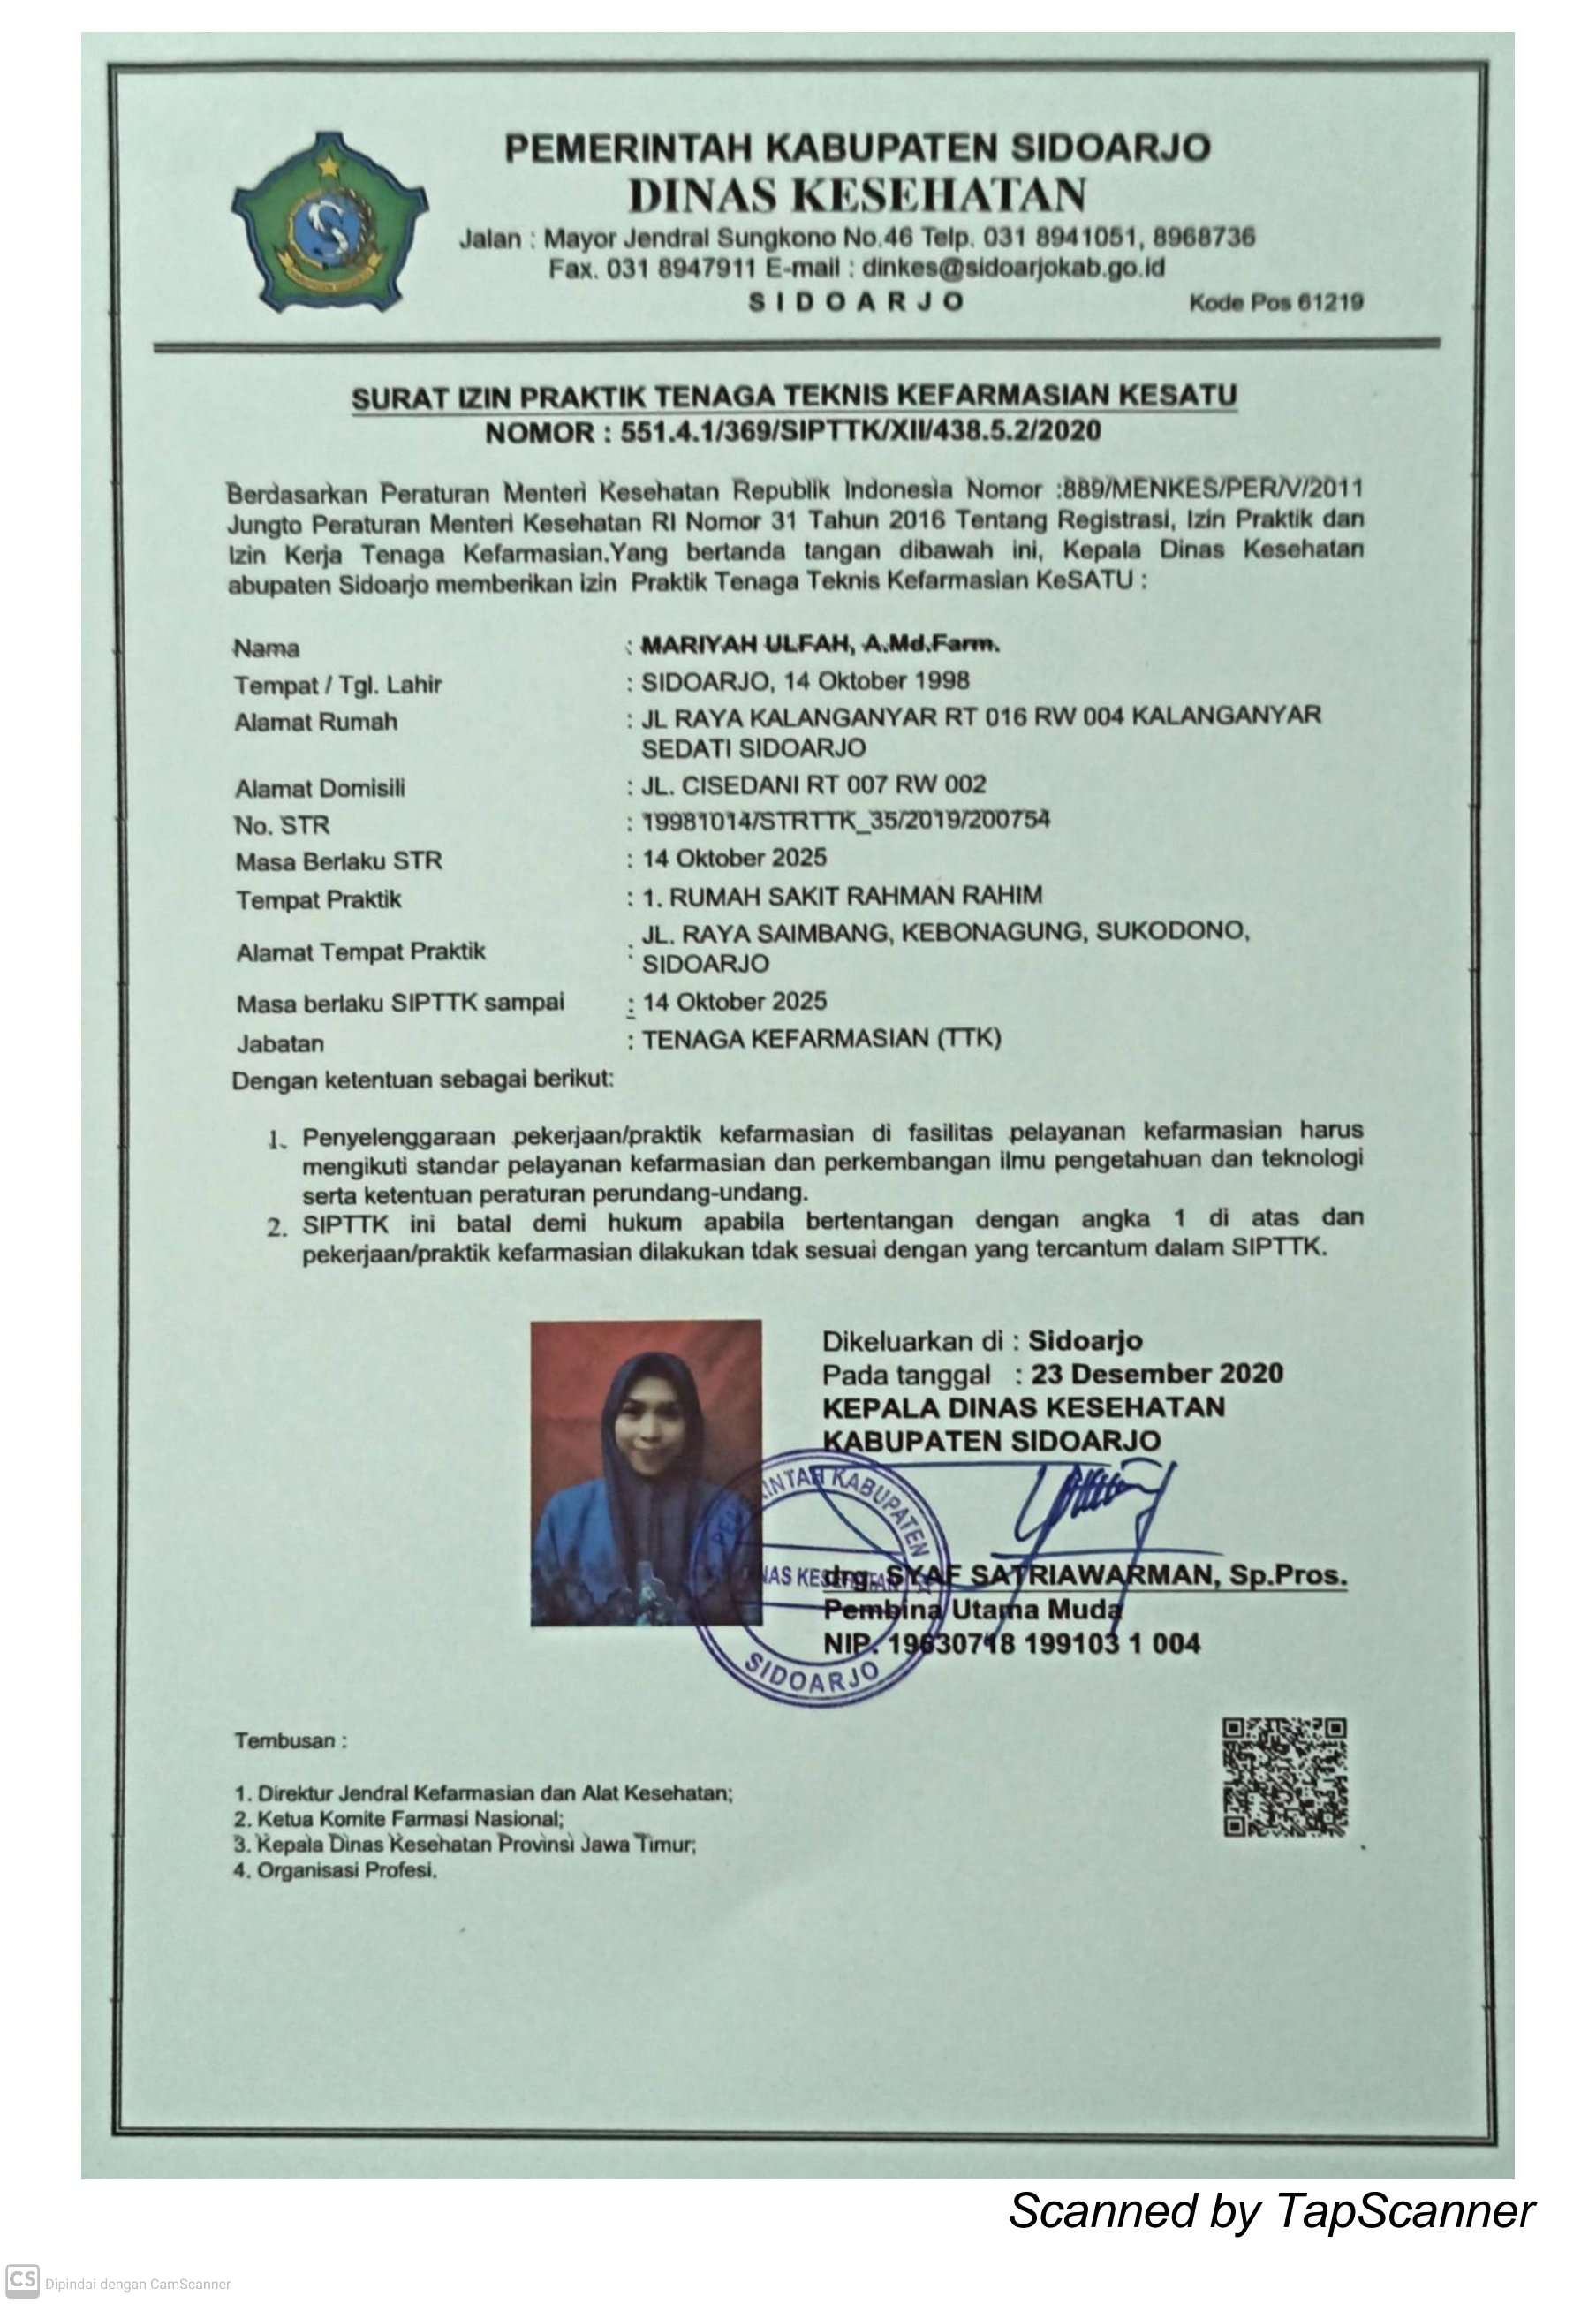 PEMERINTAH KABUPATEN SIDOARJO
DINAS KESEHATAN
Jalan : Mayor Jendral Sungkono No.46 Telp. 031 8941051, 8968736
Fax. 031 8947911 E-mail : dinkes@sidoarjokab.go.id
SIDOARJO Kode Pos 61219
SURAT IZIN PRAKTIK TENAGA TEKNIS KEFARMASIAN KESATU
NOMOR : 551.4.1/369/SIPTTK/XII/438.5.2/2020
Berdasarkan Peraturan Menteri Kesehatan Republik Indonesia Nomor :889/MENKES/PER/V/2011
Jungto Peraturan Menteri Kesehatan RI Nomor 31 Tahun 2016 Tentang Registrasi, Izin Praktik dan
Izin Kerja Tenaga Kefarmasian.Yang bertanda tangan dibawah ini, Kepala Dinas Kesehatan
abupaten Sidoarjo memberikan izin Praktik Tenaga Teknis Kefarmasian KeSATU :
Nama : MARIYAH ULFAH, A.Md.Farm.
Tempat / Tgl. Lahir : SIDOARJO, 14 Oktober 1998
Alamat Rumah : JL RAYA KALANGANYAR RT 016 RW 004 KALANGANYAR
SEDATI SIDOARJO
Alamat Domisili : JL. CISEDANI RT 007 RW 002
No. STR : 19981014/STRTTK_35/2019/200754
Masa Berlaku STR : 14 Oktober 2025
Tempat Praktik : 1. RUMAH SAKIT RAHMAN RAHIM
Alamat Tempat Praktik : JL. RAYA SAIMBANG, KEBONAGUNG, SUKODONO,
SIDOARJO
Masa berlaku SIPTTK sampai : 14 Oktober 2025
Jabatan : TENAGA KEFARMASIAN (TTK)
Dengan ketentuan sebagai berikut:
1. Penyelenggaraan pekerjaan/praktik kefarmasian di fasilitas pelayanan kefarmasian harus
mengikuti standar pelayanan kefarmasian dan perkembangan ilmu pengetahuan dan teknologi
serta ketentuan peraturan perundang-undang.
2. SIPTTK ini batal demi hukum apabila bertentangan dengan angka 1 di atas dan
pekerjaan/praktik kefarmasian dilakukan tdak sesuai dengan yang tercantum dalam SIPTTK.
Dikeluarkan di : Sidoarjo
Pada tanggal : 23 Desember 2020
KEPALA DINAS KESEHATAN
KABUPATEN SIDOARJO
KABUPATEN
SIDOARJO
drg. SYAF SATRIAWARMAN, Sp.Pros.
Pembina Utama Muda
NIP. 19630718 199103 1 004
Tembusan :
1. Direktur Jendral Kefarmasian dan Alat Kesehatan;
2. Ketua Komite Farmasi Nasional;
3. Kepala Dinas Kesehatan Provinsi Jawa Timur;
4. Organisasi Profesi.
Scanned by TapScanner
CS Dipindai dengan CamScanner